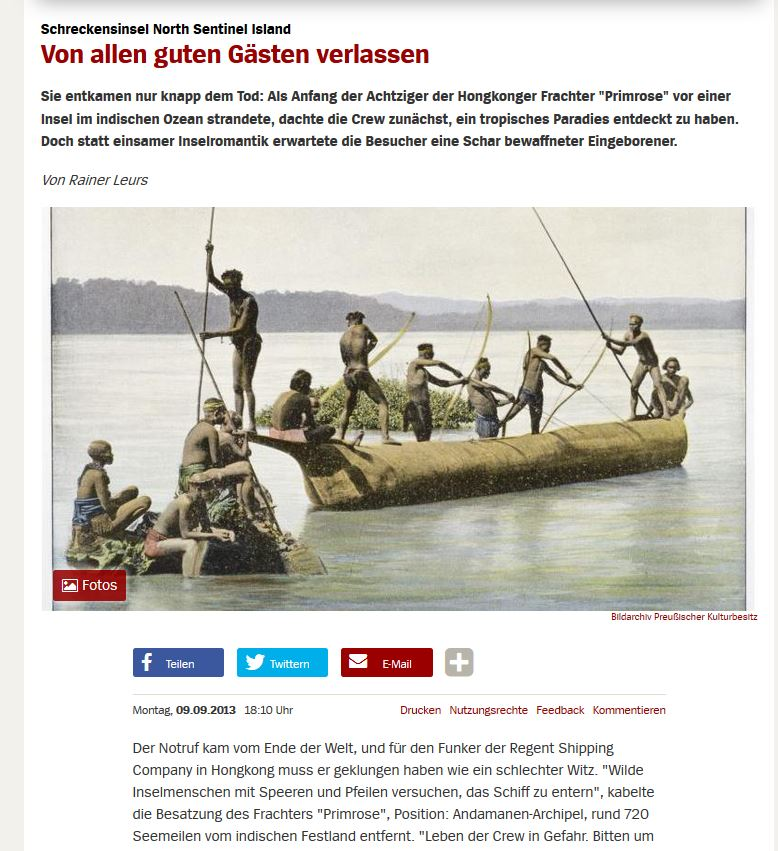 Schreckensinsel North Sentinel Island
Von allen guten Gästen verlassen
Sie entkamen nur knapp dem Tod: Als Anfang der Achtziger der Hongkonger Frachter "Primrose" vor einer
Insel im indischen Ozean strandete, dachte die Crew zunächst, ein tropisches Paradies entdeckt zu haben.
Doch statt einsamer Inselromantik erwartete die Besucher eine Schar bewaffneter Eingeborener.
Von Rainer Leurs
Fotos
Bildarchiv Preußischer Kulturbesitz
Teilen Twittern E-Mail
Montag, 09.09.2013 18:10 Uhr Drucken Nutzungsrechte Feedback Kommentieren
Der Notruf kam vom Ende der Welt, und für den Funker der Regent Shipping
Company in Hongkong muss er geklungen haben wie ein schlechter Witz. "Wilde
Inselmenschen mit Speeren und Pfeilen versuchen, das Schiff zu entern", kabelte
die Besatzung des Frachters "Primrose", Position: Andamanen-Archipel, rund 720
Seemeilen vom indischen Festland entfernt. "Leben der Crew in Gefahr. Bitten um